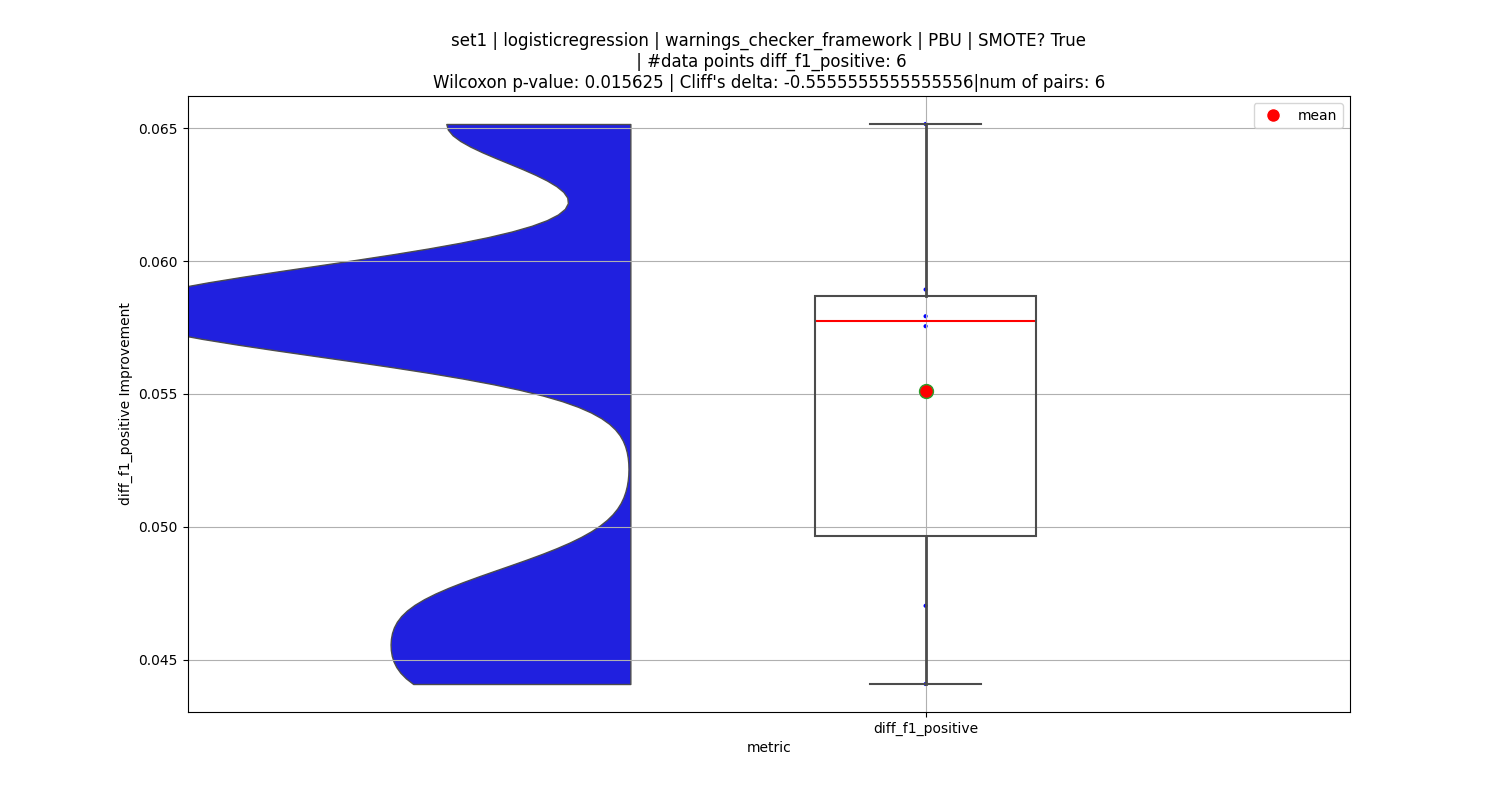 set1 | logisticregression | warnings_checker_framework | PBU | SMOTE? True
| #data points diff_f1_positive: 6
Wilcoxon p-value: 0.015625 | Cliff's delta: -0.5555555555555556|num of pairs: 6
mean
0.065
0.060
0.055
0.050
0.045
diff_f1_positive Improvement
diff_f1_positive
metric